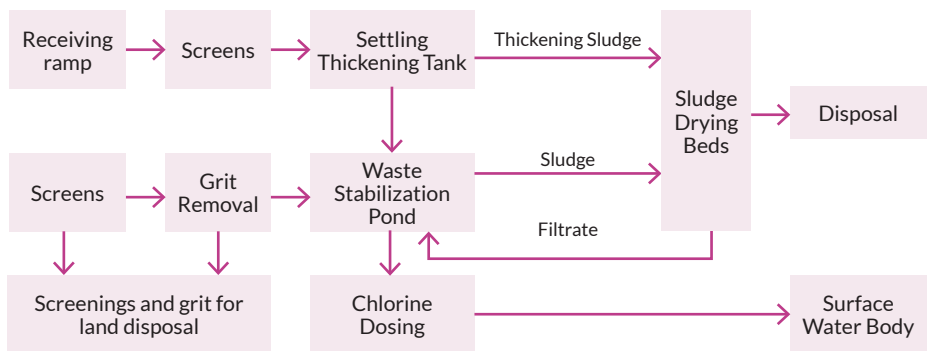 Receiving
ramp
Screens
Settling
Thickening Tank
Thickening Sludge
Sludge
Drying
Beds
Disposal
Screens
Grit
Removal
Waste
Stabilization
Pond
Sludge
Filtrate
Screenings and grit for
land disposal
Chlorine
Dosing
Surface
Water Body